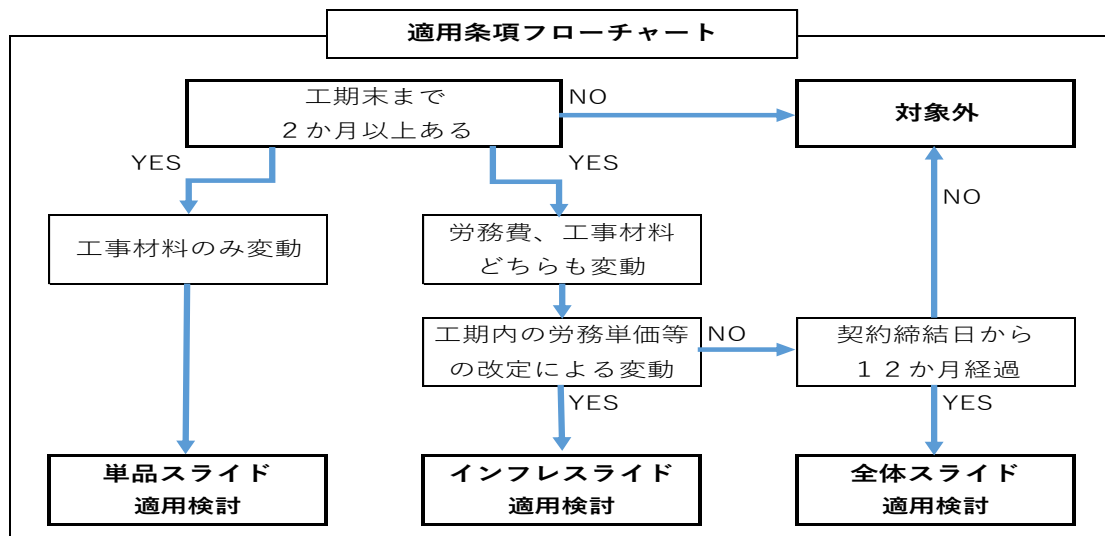 適用条項フローチャート
工期末まで
２か月以上ある
NO
対象外
YES
YES
NO
工事材料のみ変動
労務費、工事材料
どちらも変動
工期内の労務単価等
の改定による変動
NO
契約締結日から
１２か月経過
YES
YES
単品スライド
適用検討
インフレスライド
適用検討
全体スライド
適用検討